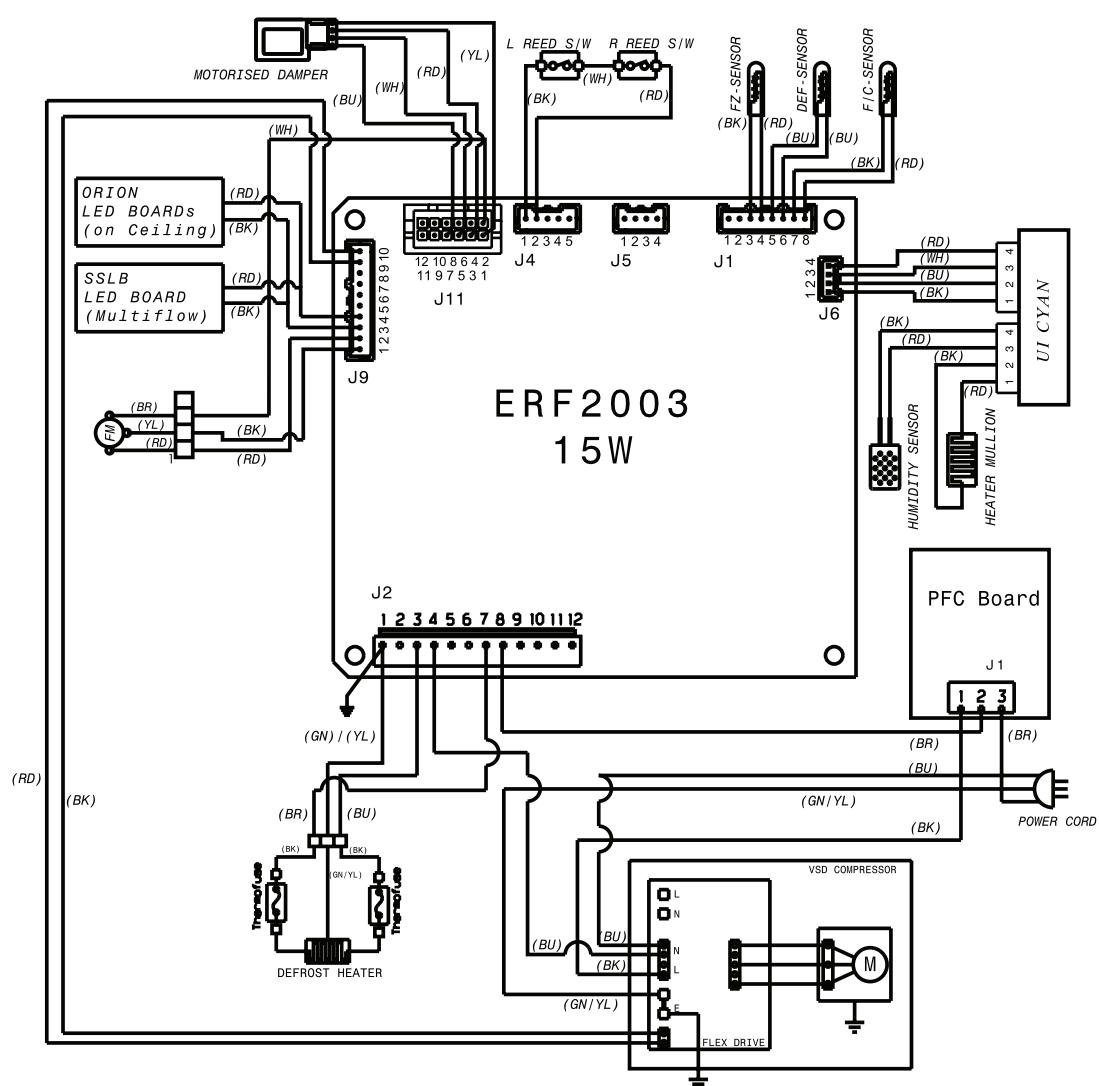 L REED S/W
R REED S/W
MOTORISED DAMPER
(BU)
(WH)
(RD)
(YL)
(BK)
(WH)
(RD)
FZ-SENSOR
DEF-SENSOR
F/C-SENSOR
(BK)
(RD)
(BU)
(BU)
(BK)
(RD)
(WH)
ORION
LED BOARDs
(on Ceiling)
(RD)
(BK)
SSLB
LED BOARD
(Multiflow)
(RD)
(BK)
12 10 8 6 4 2
11 9 7 5 3 1
J11
1 2 3 4 5
J4
1 2 3 4
J5
1 2 3 4 5 6 7 8
J1
1 2 3 4 5 6 7 8 9 10
J9
1 2 3 4
J6
(RD)
(WH)
(BU)
(BK)
4
3
2
1
UI CYAN
(BK)
(RD)
(BK)
(RD)
4
3
2
1
HUMIDITY SENSOR
HEATER MULLION
ERF2003
15W
FM
(BR)
(YL)
(RD)
1
(BK)
(RD)
J2
1 2 3 4 5 6 7 8 9 10 11 12
PFC Board
J1
1 2 3
(GN)/(YL)
(BR)
(BR)
(RD)
(BK)
(BU)
(GN/YL)
POWER CORD
(BR)
(BU)
(BK)
(BK)
(BK)
(GN/YL)
Thermofuse
Thermofuse
DEFROST HEATER
VSD COMPRESSOR
L
N
(BU)
(BU)
N
(BK)
L
(GN/YL)
E
M
FLEX DRIVE